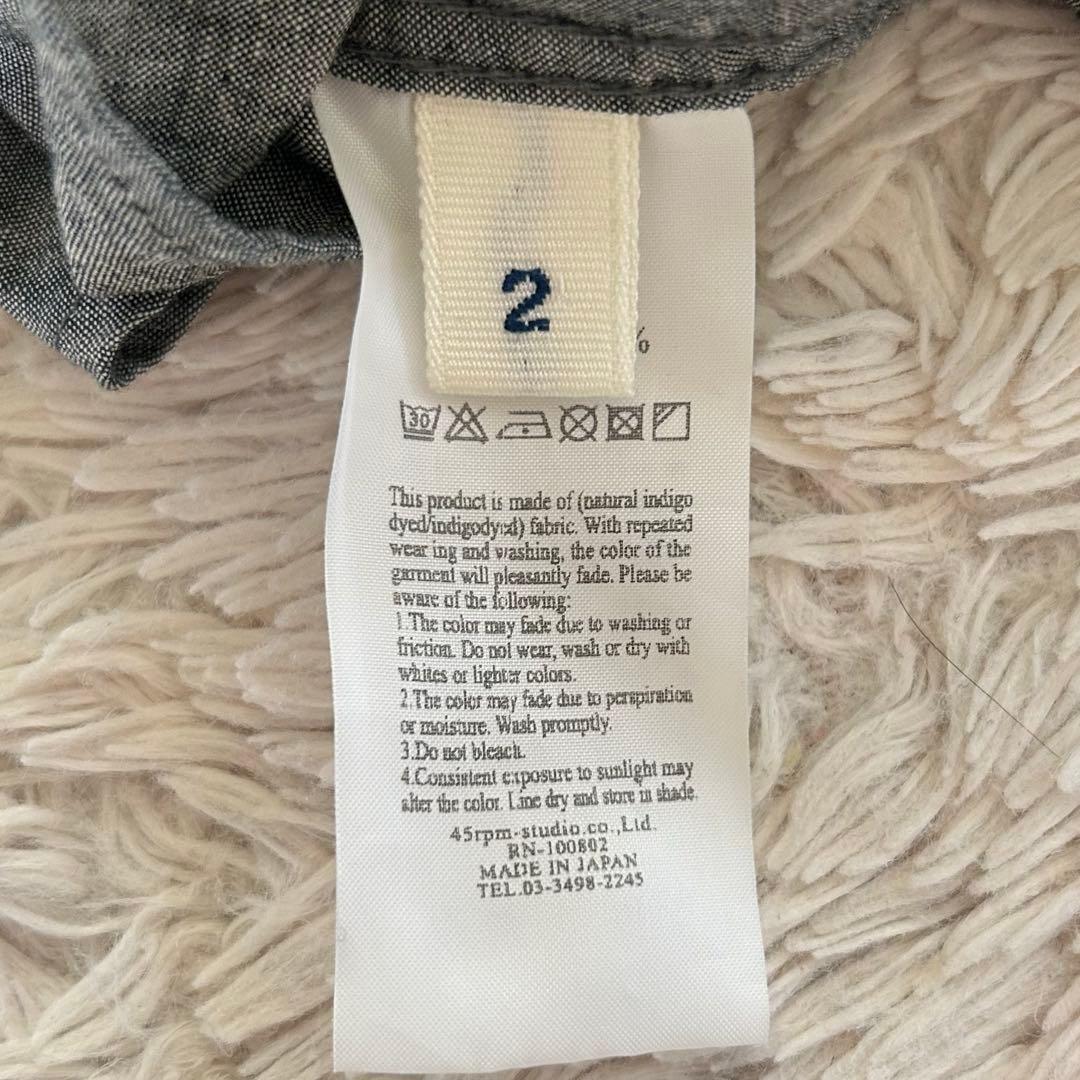 2
%
30
This product is made of (natural indigo
dyed/indigodyed) fabric. With repeated
wear ing and washing, the color of the
garment will pleasantly fade. Please be
aware of the following:
1.The color may fade due to washing or
friction. Do not wear, wash or dry with
whites or lighter colors.
2.The color may fade due to perspiration
or moisture. Wash promptly.
3.Do not bleach.
4.Consistent exposure to sunlight may
alter the color. Line dry and store in shade.
45rpm-studio.co.,Ltd.
RN-100802
MADE IN JAPAN
TEL.03-3498-2245